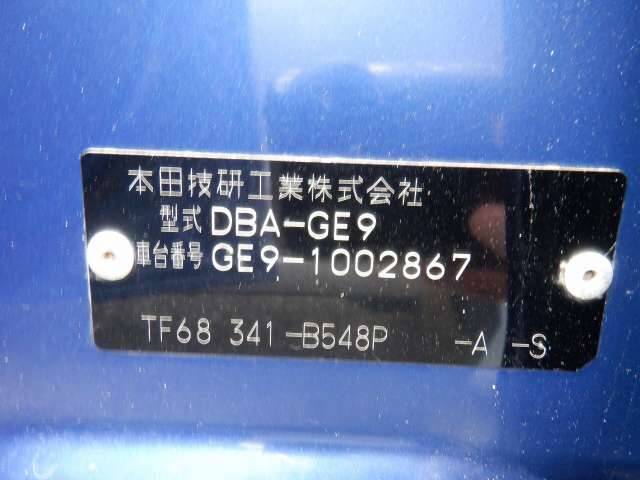 本田技研工業株式会社
型式 DBA-GE9
車台番号 GE9-1002867
TF68 341-B548P -A -S